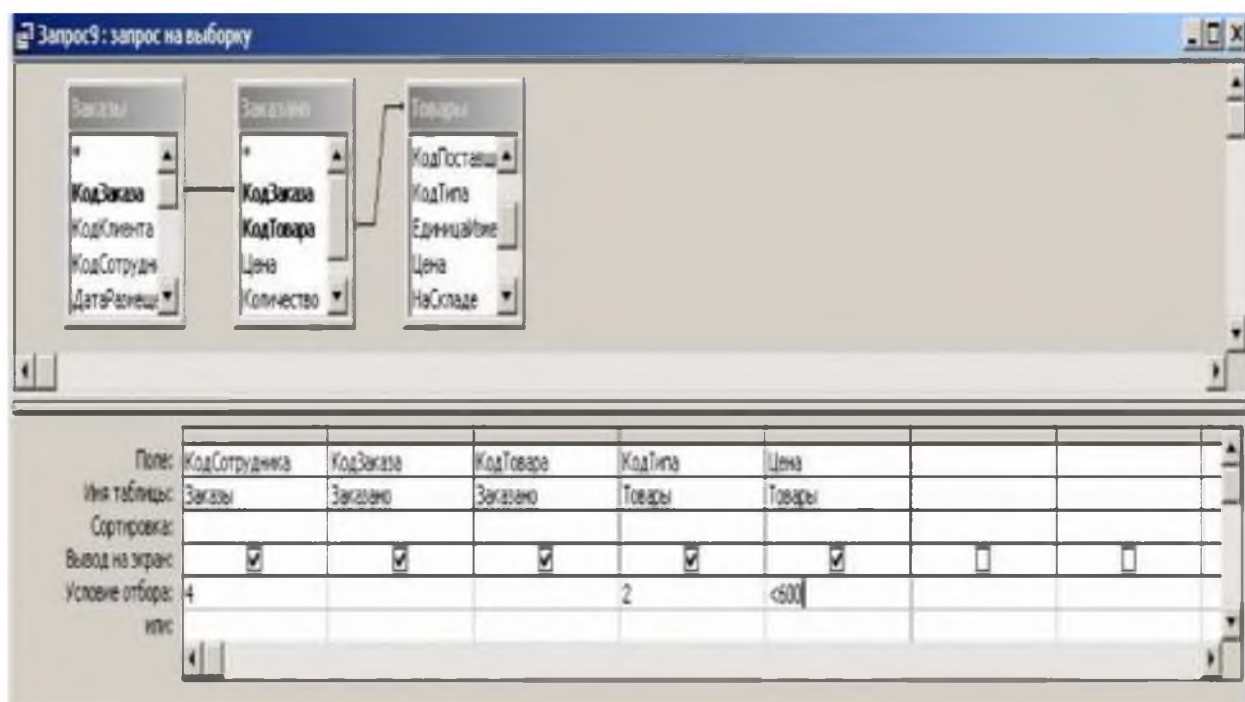 Запрос9 : запрос на выборку
Заказы
*
КодЗаказа
КодКлиента
КодСотрудн
ДатаРазмеще
Заказано
*
КодЗаказа
КодТовара
Цена
Количество
Товары
КодПоставщ
КодТипа
ЕдиницаИзме
Цена
НаСкладе
Поле: КодСотрудника КодЗаказа КодТовара КодТипа Цена
Имя таблицы: Заказы Заказано Заказано Товары Товары
Сортировка:
Вывод на экран:
Условие отбора: 4 2 <600
или: